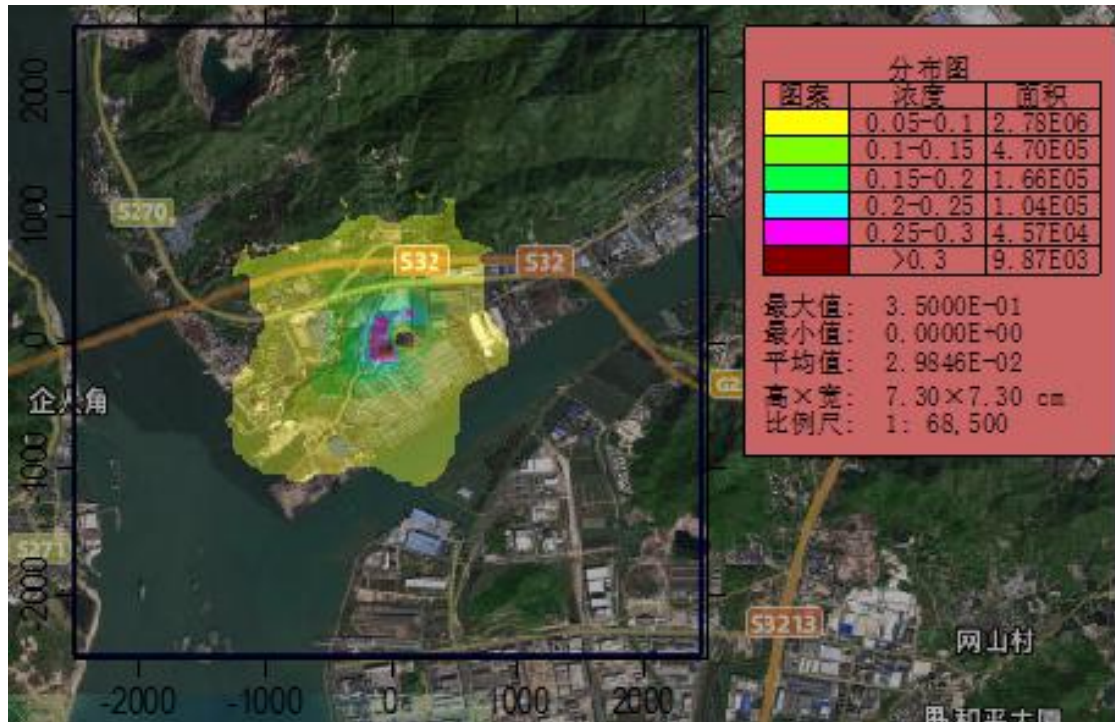 分布图
图案 浓度 面积
0.05-0.1 2.78E06
0.1-0.15 4.70E05
0.15-0.2 1.66E05
0.2-0.25 1.04E05
0.25-0.3 4.57E04
>0.3 9.87E03
最大值: 3.5000E-01
最小值: 0.0000E-00
平均值: 2.9846E-02
高×宽: 7.30×7.30 cm
比例尺: 1: 68,500
2000
1000
0
-1000
-2000
-2000 -1000 0 1000 2000
S270
S32 S32
企人角
S271
S3213
网山村